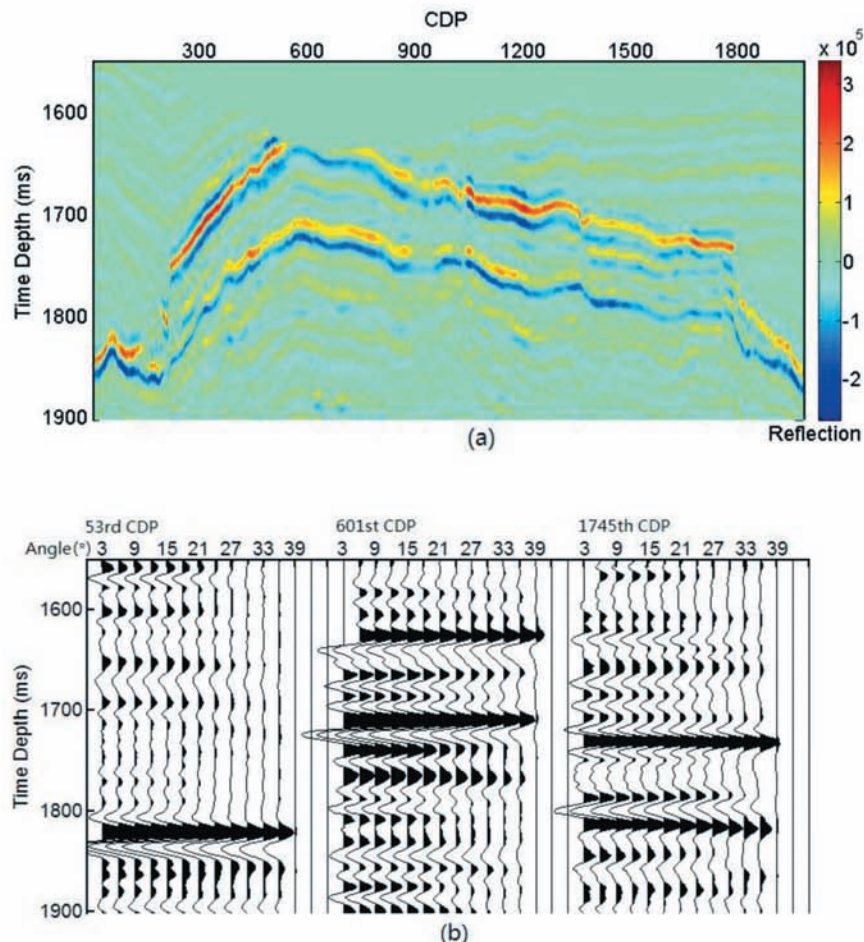 CDP
300 600 900 1200 1500 1800
x 10^5
Time Depth (ms)
1600
1700
1800
1900
3
2
1
0
-1
-2
Reflection
(a)
53rd CDP 601st CDP 1745th CDP
Angle(°) 3 9 15 21 27 33 39 3 9 15 21 27 33 39 3 9 15 21 27 33 39
Time Depth (ms)
1600
1700
1800
1900
(b)